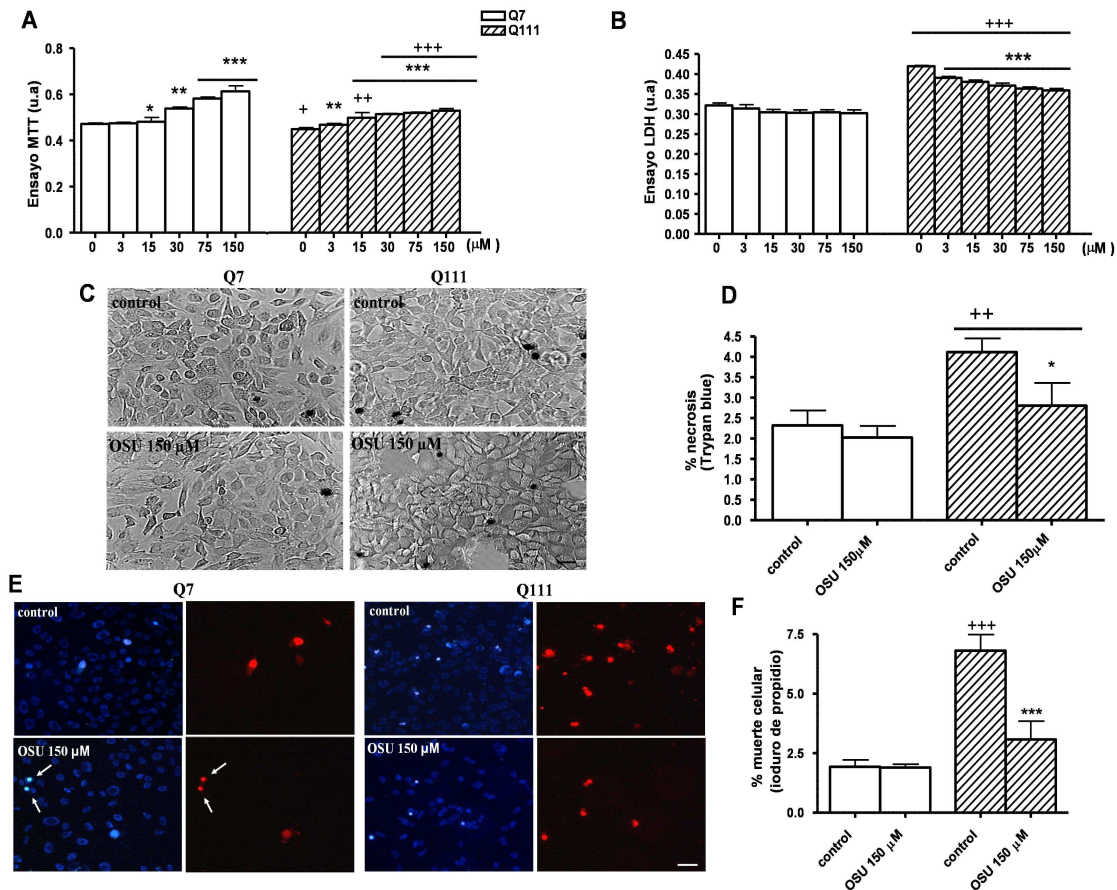 A
Q7
Q111
Ensayo MTT (u.a)
0.8
0.6
0.4
0.2
0
* ** ***
+ ** ++ *** +++
0 3 15 30 75 150 0 3 15 30 75 150 (μM)
B
Ensayo LDH (u.a)
0.45
0.40
0.35
0.30
0.25
0.20
0.15
0.10
0.05
0.00
+++
***
0 3 15 30 75 150 0 3 15 30 75 150 (μM)
C
Q7 Q111
control control
OSU 150 μM OSU 150 μM
D
% necrosis
(Trypan blue)
4.5
4.0
3.5
3.0
2.5
2.0
1.5
1.0
0.5
0.0
++
*
control OSU 150μM control OSU 150μM
E
Q7 Q111
control control
OSU 150 μM OSU 150 μM
F
% muerte celular
(ioduro de propidio)
7.5
5.0
2.5
0.0
+++
***
control OSU 150 μM control OSU 150 μM